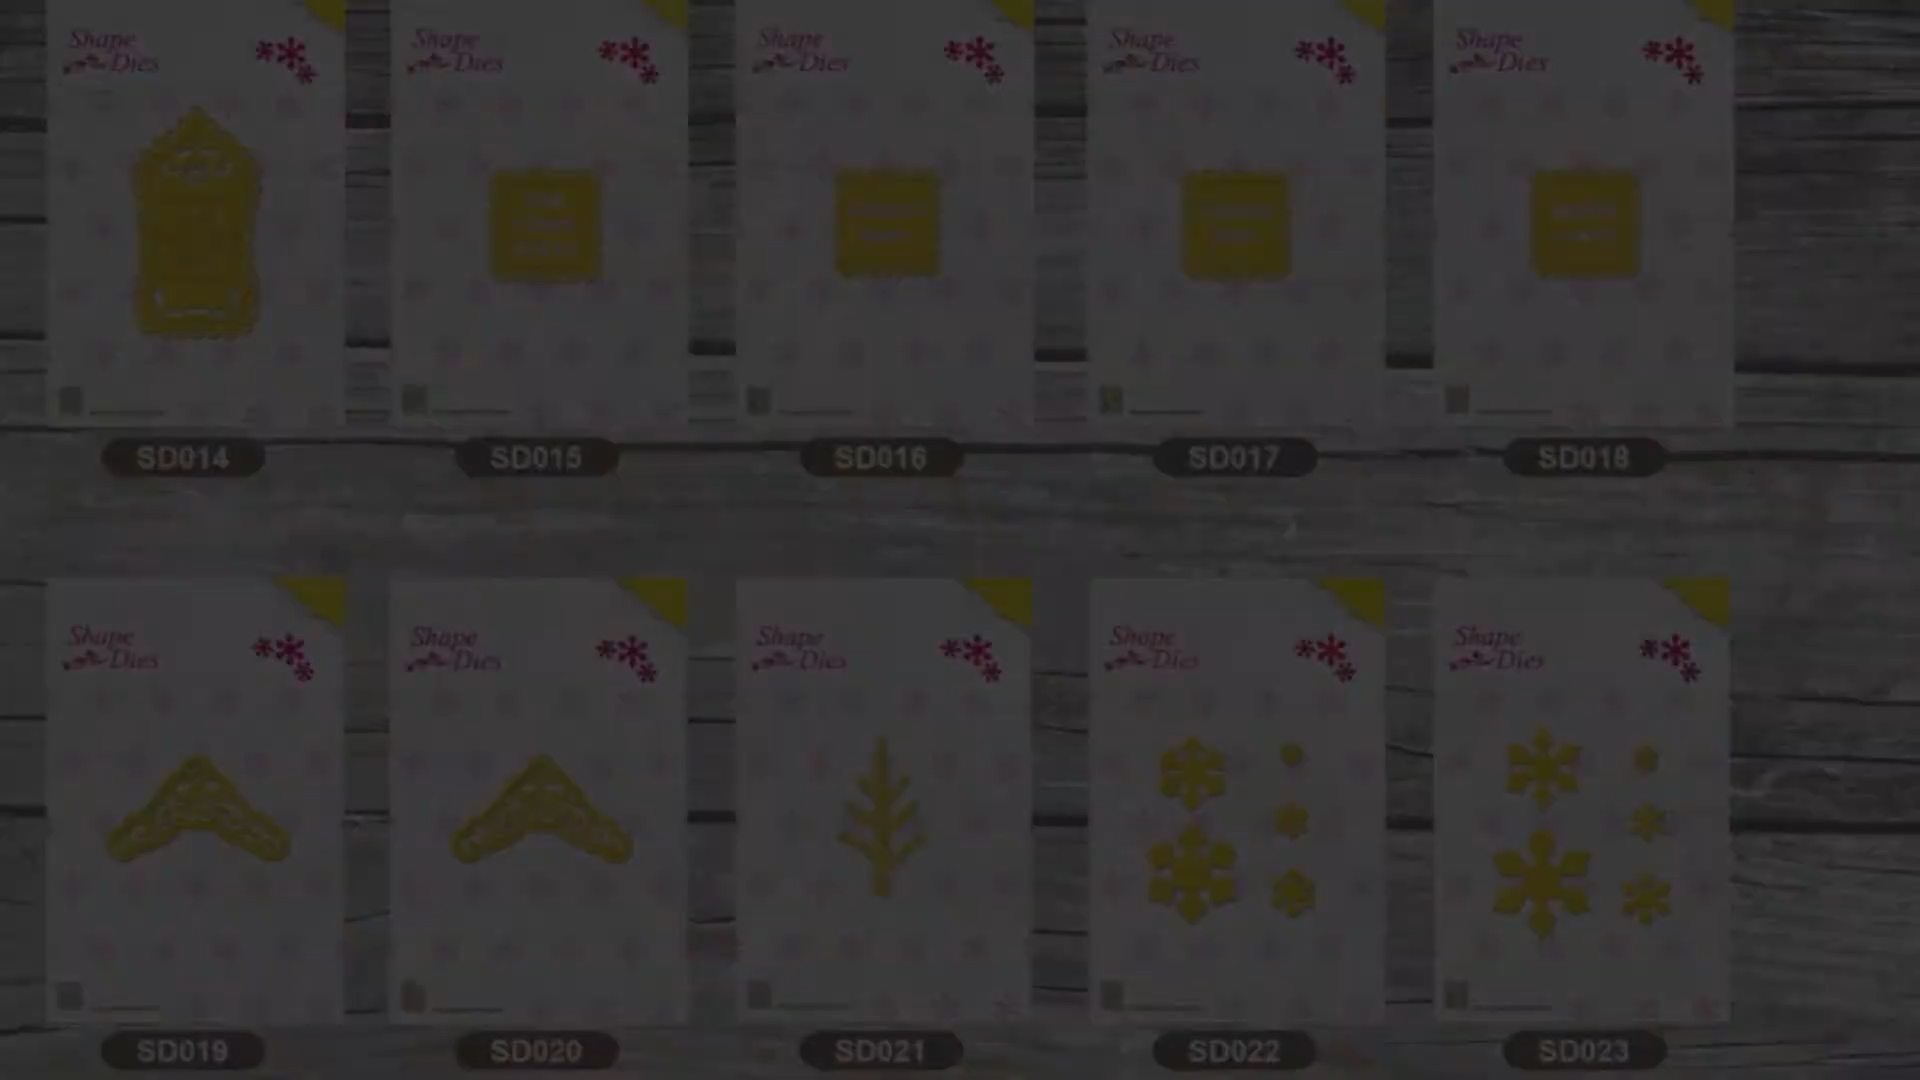 Shape Dies
Shape Dies
Shape Dies
Shape Dies
Shape Dies
SD014
SD015
SD016
SD017
SD018
Shape Dies
Shape Dies
Shape Dies
Shape Dies
Shape Dies
SD019
SD020
SD021
SD022
SD023